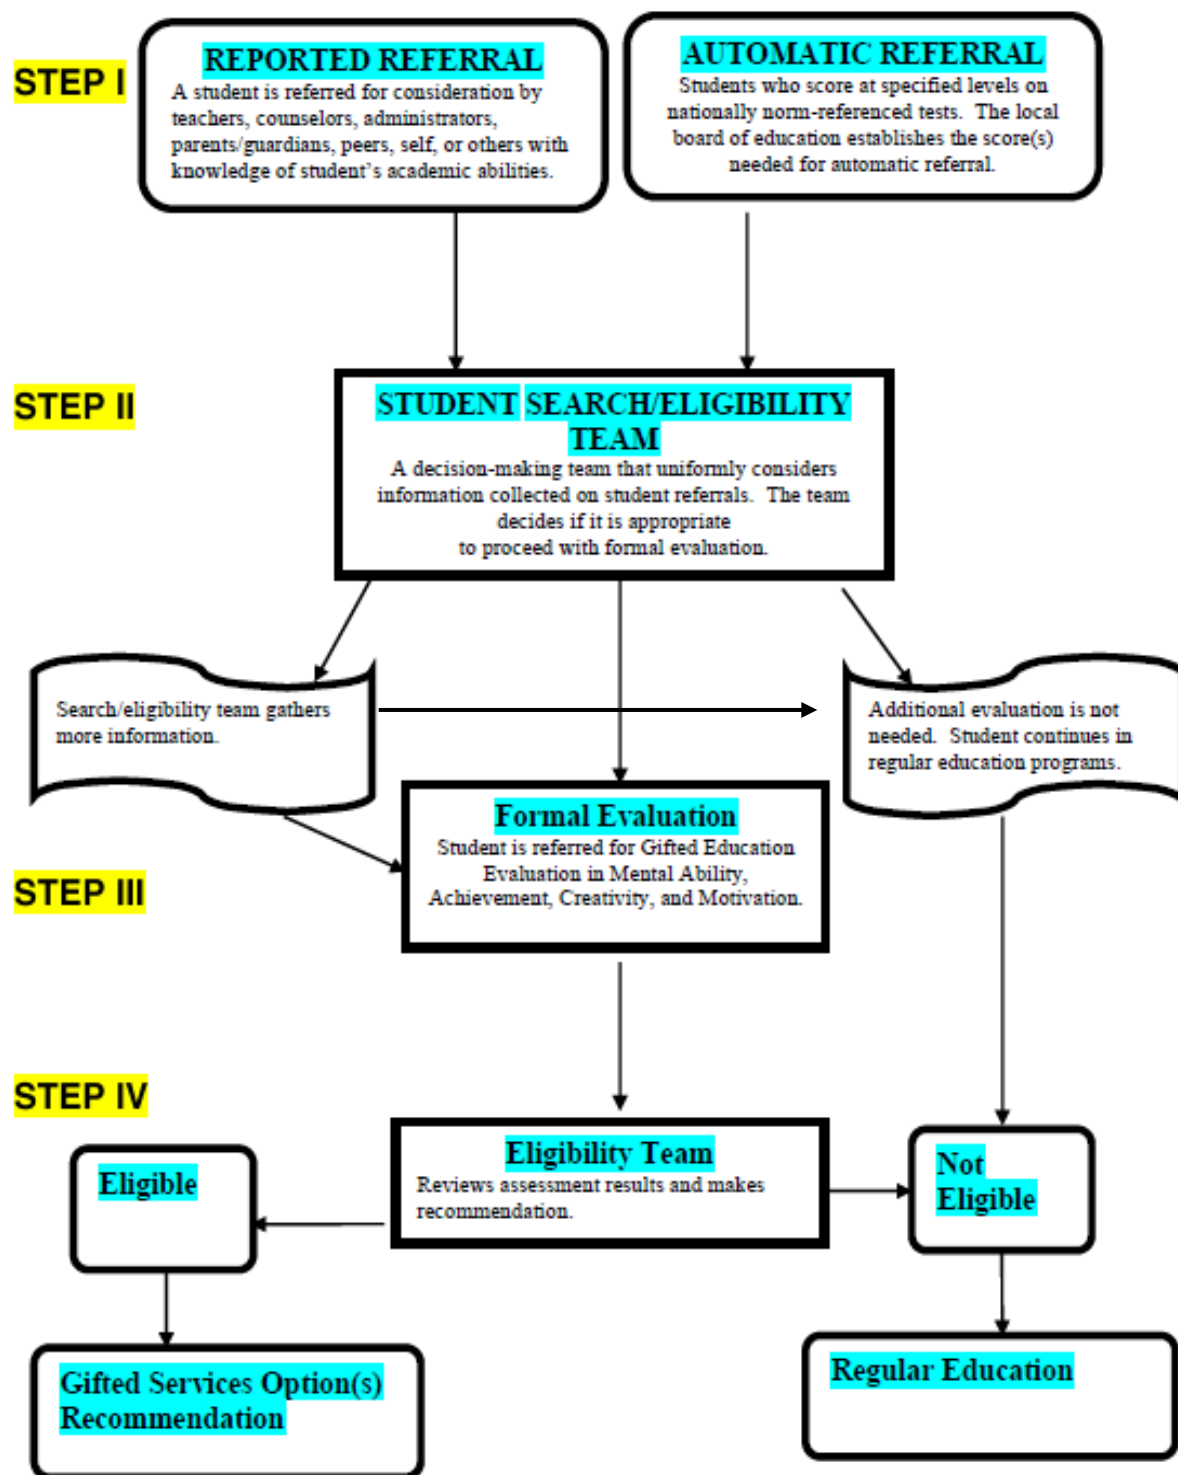 STEP I
REPORTED REFERRAL
A student is referred for consideration by
teachers, counselors, administrators,
parents/guardians, peers, self, or others with
knowledge of student's academic abilities.
AUTOMATIC REFERRAL
Students who score at specified levels on
nationally norm-referenced tests. The local
board of education establishes the score(s)
needed for automatic referral.
STEP II
STUDENT SEARCH/ELIGIBILITY
TEAM
A decision-making team that uniformly considers
information collected on student referrals. The team
decides if it is appropriate
to proceed with formal evaluation.
Search/eligibility team gathers
more information.
Additional evaluation is not
needed. Student continues in
regular education programs.
STEP III
Formal Evaluation
Student is referred for Gifted Education
Evaluation in Mental Ability,
Achievement, Creativity, and Motivation.
STEP IV
Eligible
Eligibility Team
Reviews assessment results and makes
recommendation.
Not
Eligible
Gifted Services Option(s)
Recommendation
Regular Education